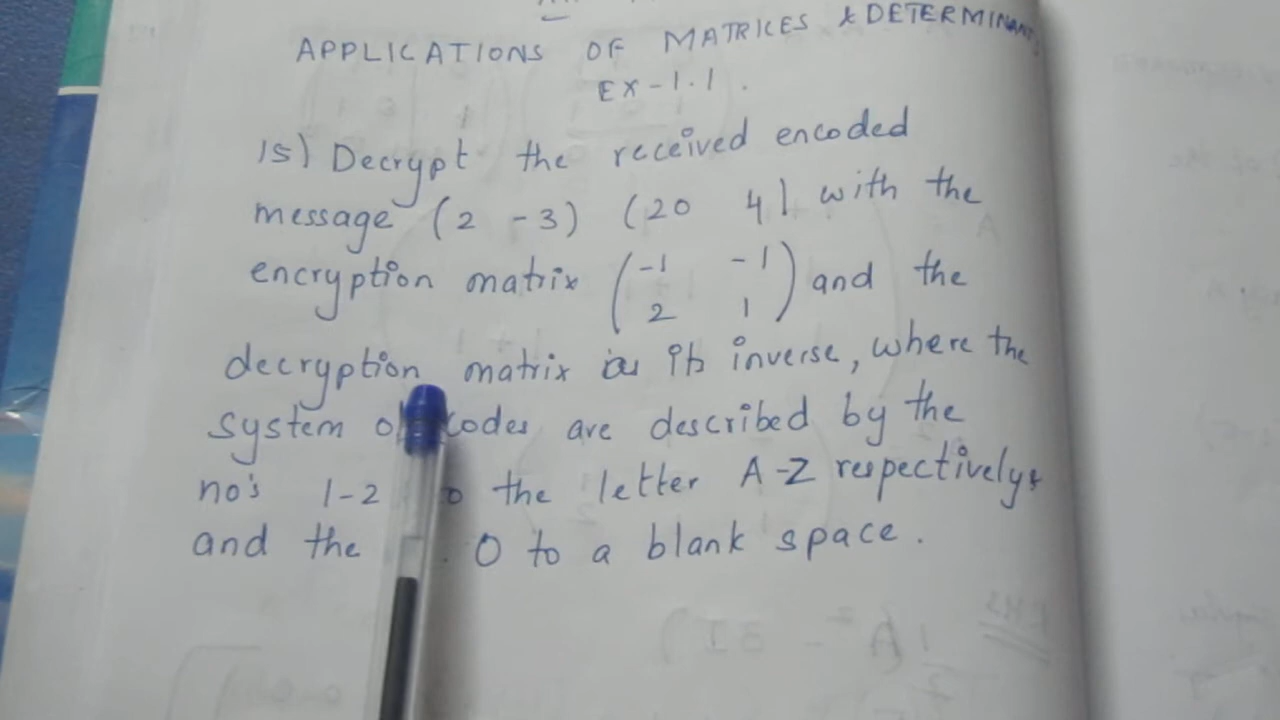 APPLICATIONS OF MATRICES & DETERMINANTS
EX-1.1.
15) Decrypt the received encoded
message (2 -3) (20 4) with the
encryption matrix (-1 -1
2 1) and the
decryption matrix as its inverse, where the
system of codes are described by the
no's 1-2 to the letter A-Z respectively,
and the 0 to a blank space.